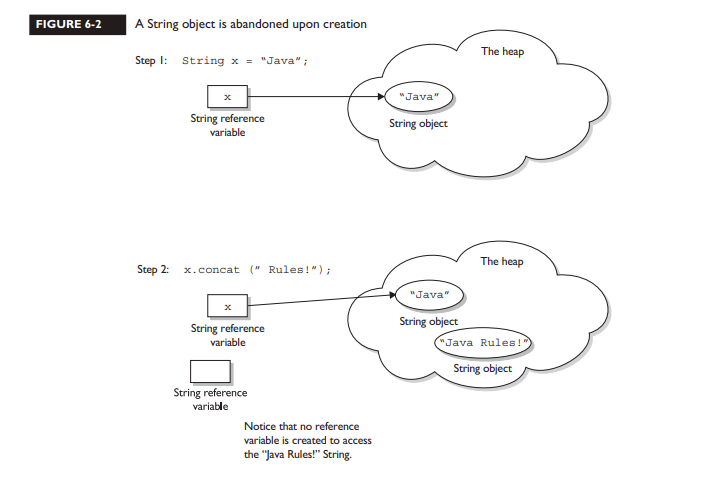 FIGURE 6-2
A String object is abandoned upon creation
Step 1: String x = “Java”;
The heap
x
“Java”
String reference
variable
String object
Step 2: x.concat (” Rules!”);
The heap
x
“Java”
String reference
variable
String object
“Java Rules!”
String object
String reference
variable
Notice that no reference
variable is created to access
the “Java Rules!” String.